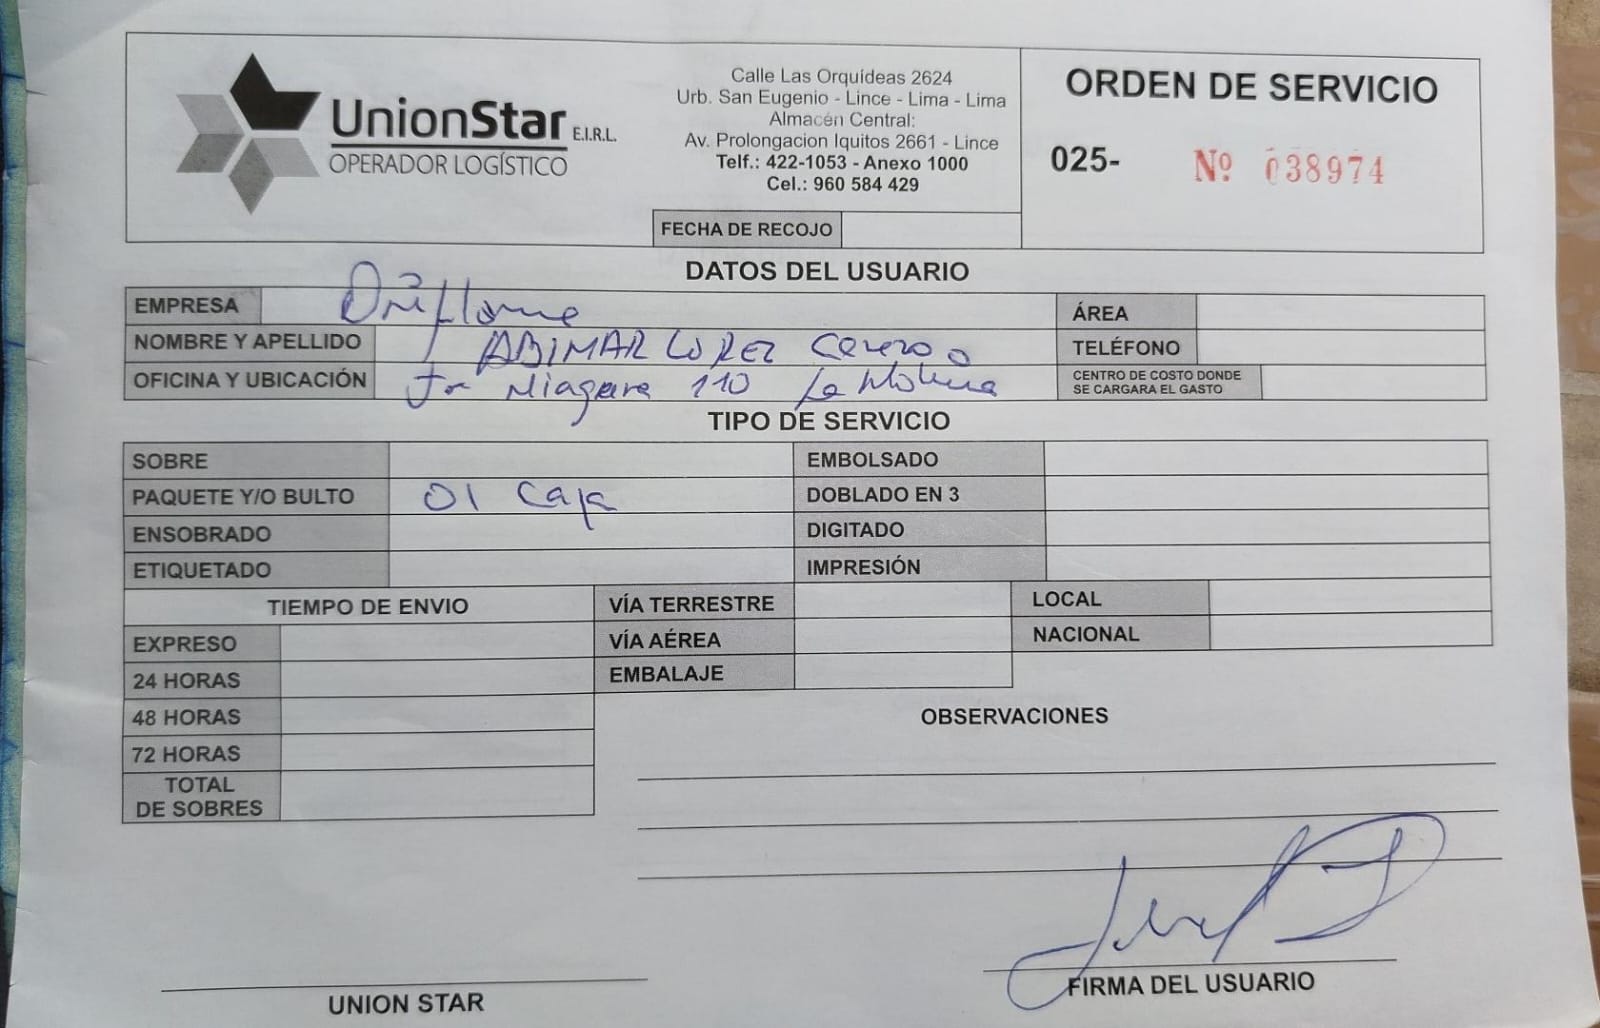 UnionStar E.I.R.L.
OPERADOR LOGÍSTICO
Calle Las Orquídeas 2624
Urb. San Eugenio - Lince - Lima - Lima
Almacén Central:
Av. Prolongacion Iquitos 2661 - Lince
Telf.: 422-1053 - Anexo 1000
Cel.: 960 584 429
FECHA DE RECOJO
ORDEN DE SERVICIO
025- Nº 038974
DATOS DEL USUARIO
EMPRESA Oriflame
ÁREA
NOMBRE Y APELLIDO ABIMAR LOPEZ
TELÉFONO
OFICINA Y UBICACIÓN Jr Niagara 110 La Molina
CENTRO DE COSTO DONDE
SE CARGARA EL GASTO
TIPO DE SERVICIO
SOBRE
EMBOLSADO
PAQUETE Y/O BULTO 01 Caja
DOBLADO EN 3
ENSOBRADO
DIGITADO
ETIQUETADO
IMPRESIÓN
TIEMPO DE ENVIO
VÍA TERRESTRE
LOCAL
EXPRESO
VÍA AÉREA
NACIONAL
24 HORAS
EMBALAJE
48 HORAS
OBSERVACIONES
72 HORAS
TOTAL
DE SOBRES
UNION STAR
FIRMA DEL USUARIO